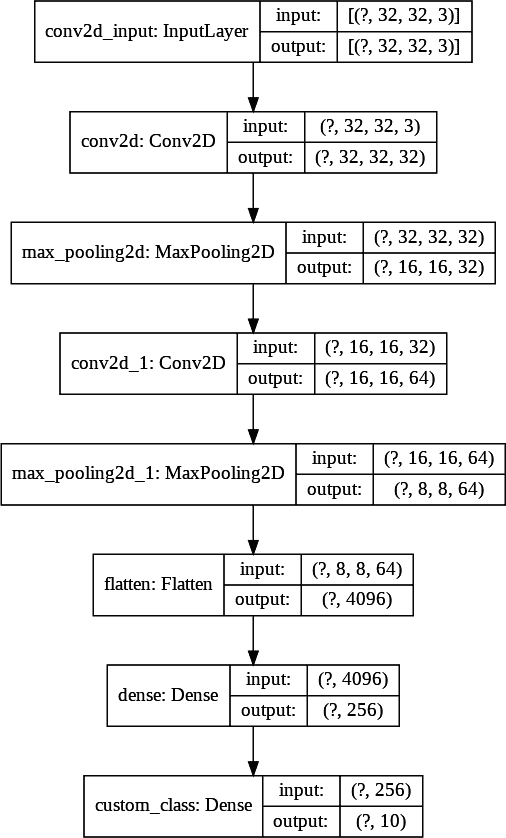 conv2d_input: InputLayer
input:
[(?, 32, 32, 3)]
output:
[(?, 32, 32, 3)]
conv2d: Conv2D
input:
(?, 32, 32, 3)
output:
(?, 32, 32, 32)
max_pooling2d: MaxPooling2D
input:
(?, 32, 32, 32)
output:
(?, 16, 16, 32)
conv2d_1: Conv2D
input:
(?, 16, 16, 32)
output:
(?, 16, 16, 64)
max_pooling2d_1: MaxPooling2D
input:
(?, 16, 16, 64)
output:
(?, 8, 8, 64)
flatten: Flatten
input:
(?, 8, 8, 64)
output:
(?, 4096)
dense: Dense
input:
(?, 4096)
output:
(?, 256)
custom_class: Dense
input:
(?, 256)
output:
(?, 10)